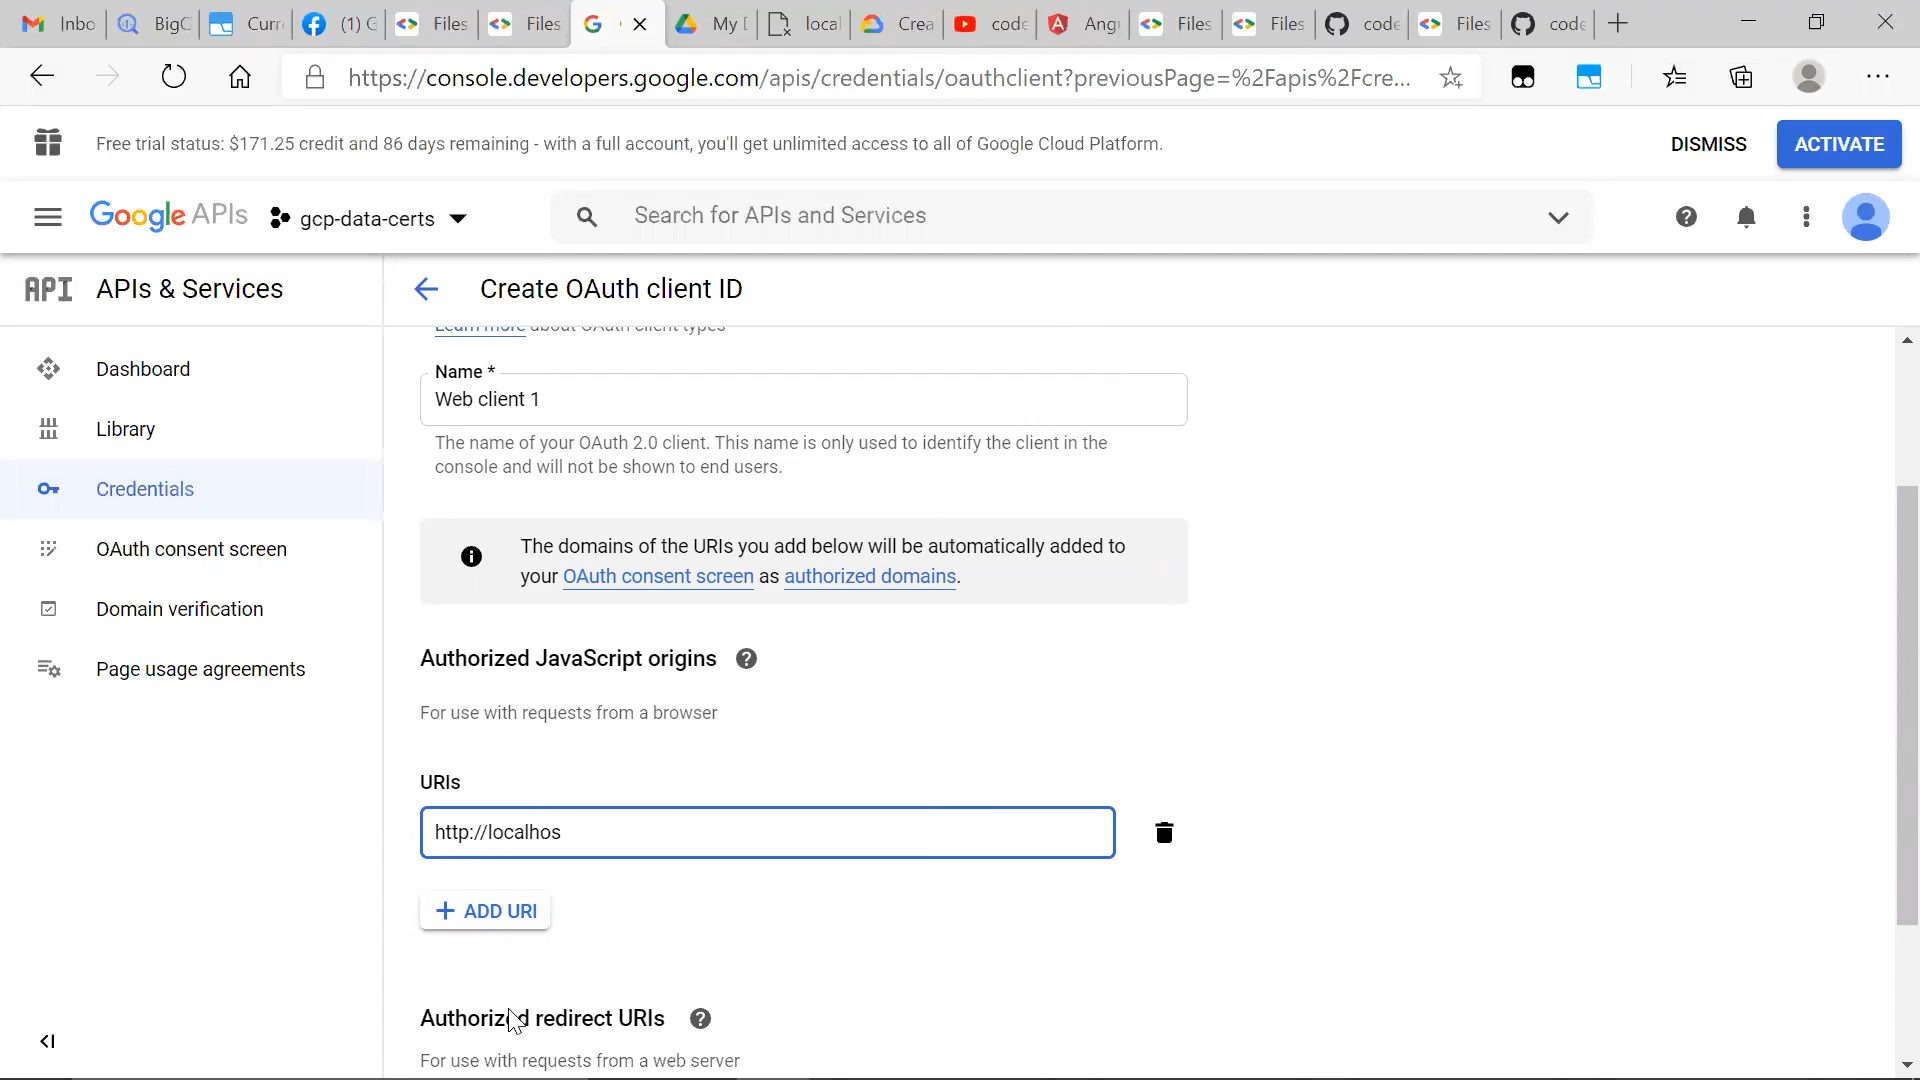 Inbo
BigC
Curr
(1) G
Files
Files
My D
local
Crea
code
Ang
Files
Files
code
Files
code
https://console.developers.google.com/apis/credentials/oauthclient?previousPage=%2Fapis%2Fcre...
Free trial status: $171.25 credit and 86 days remaining - with a full account, you'll get unlimited access to all of Google Cloud Platform.
DISMISS
ACTIVATE
Google APIs
gcp-data-certs
Search for APIs and Services
API APIs & Services
Create OAuth client ID
Learn more about OAuth client types
Dashboard
Library
Credentials
OAuth consent screen
Domain verification
Page usage agreements
Name *
Web client 1
The name of your OAuth 2.0 client. This name is only used to identify the client in the
console and will not be shown to end users.
The domains of the URIs you add below will be automatically added to
your OAuth consent screen as authorized domains.
Authorized JavaScript origins
For use with requests from a browser
URIs
http://localhos
+ ADD URI
Authorized redirect URIs
For use with requests from a web server